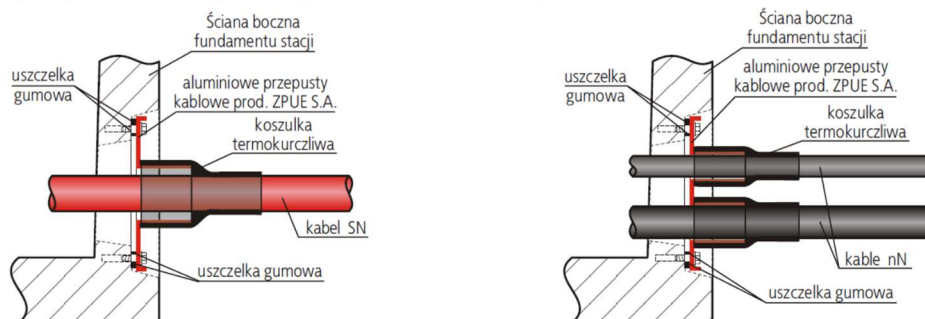 Ściana boczna
fundamentu stacji
uszczelka
gumowa
aluminiowe przepusty
kablowe prod. ZPUE S.A.
koszulka
termokurczliwa
kabel SN
uszczelka gumowa
Ściana boczna
fundamentu stacji
uszczelka
gumowa
aluminiowe przepusty
kablowe prod. ZPUE S.A.
koszulka
termokurczliwa
kable nN
uszczelka gumowa